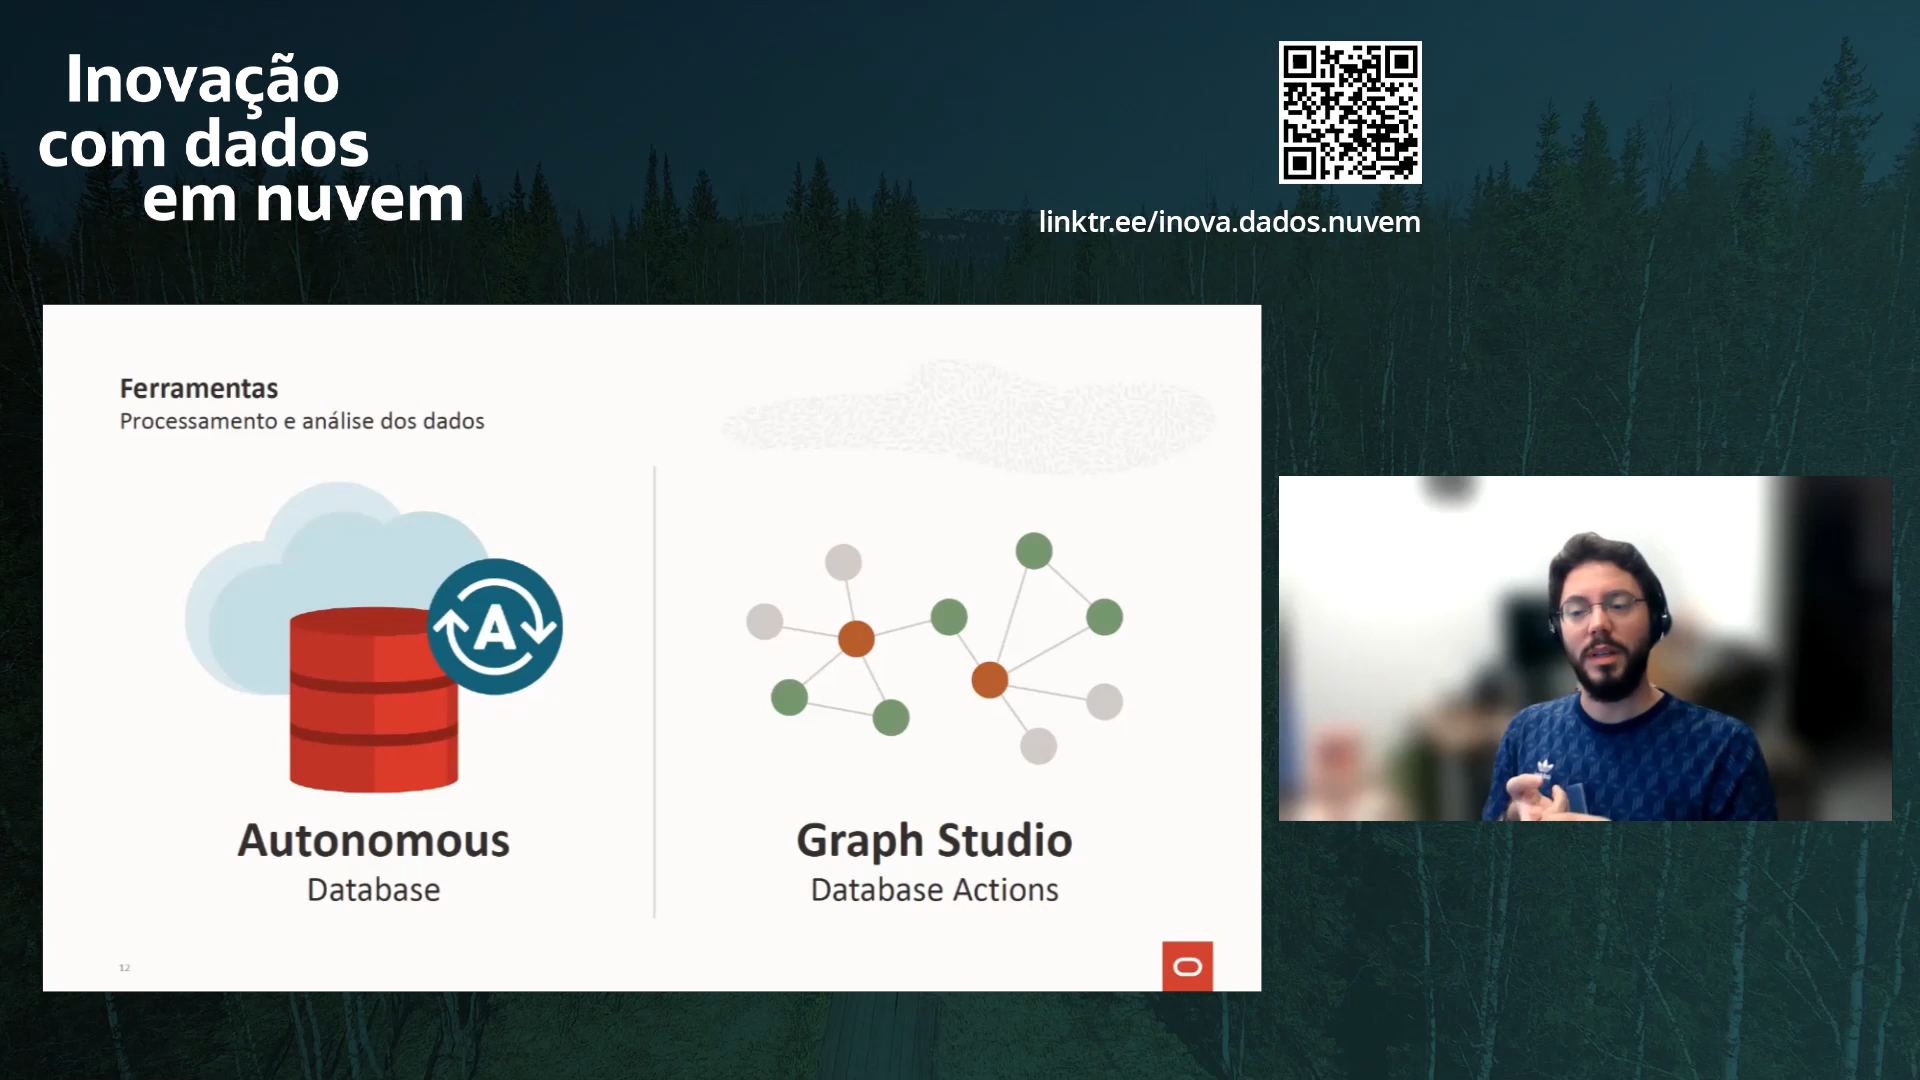 Inovação
com dados
em nuvem
linktr.ee/inova.dados.nuvem
Ferramentas
Processamento e análise dos dados
A
Autonomous
Database
Graph Studio
Database Actions
12